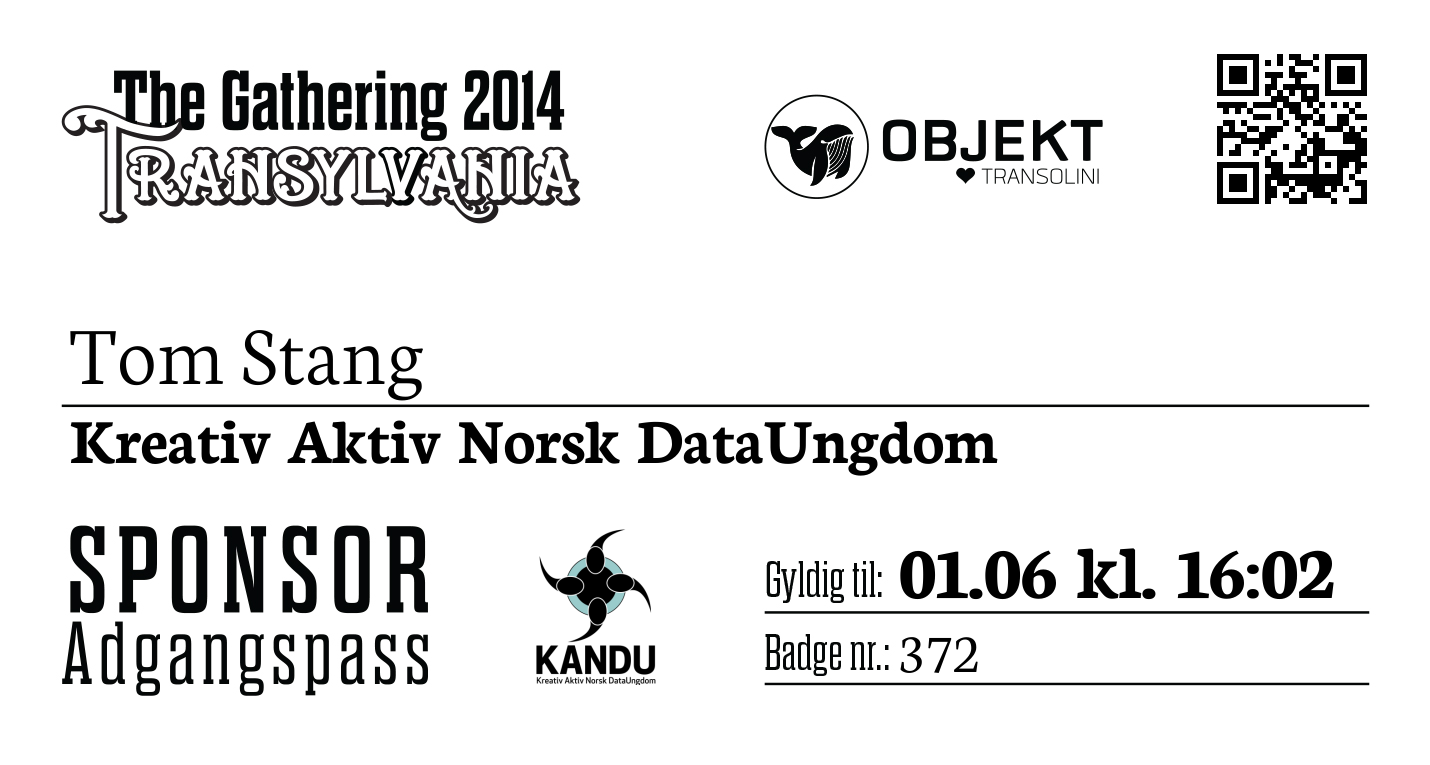 The Gathering 2014
TRANSYLVANIA
OBJEKT
TRANSOLINI
Tom Stang
Kreativ Aktiv Norsk DataUngdom
SPONSOR
Adgangspass
KANDU
Kreativ Aktiv Norsk DataUngdom
Gyldig til: 01.06 kl. 16:02
Badge nr.: 372